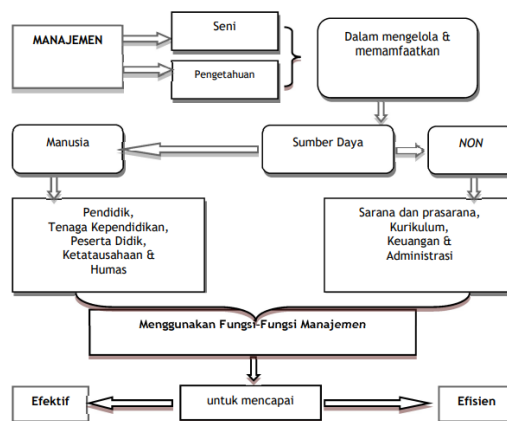 MANAJEMEN
Seni
Pengetahuan
Dalam mengelola &
memamfaatkan
Manusia
Sumber Daya
NON
Pendidik,
Tenaga Kependidikan,
Peserta Didik,
Ketatausahaan &
Humas
Sarana dan prasarana,
Kurikulum,
Keuangan &
Administrasi
Menggunakan Fungsi-Fungsi Manajemen
Efektif
untuk mencapai
Efisien